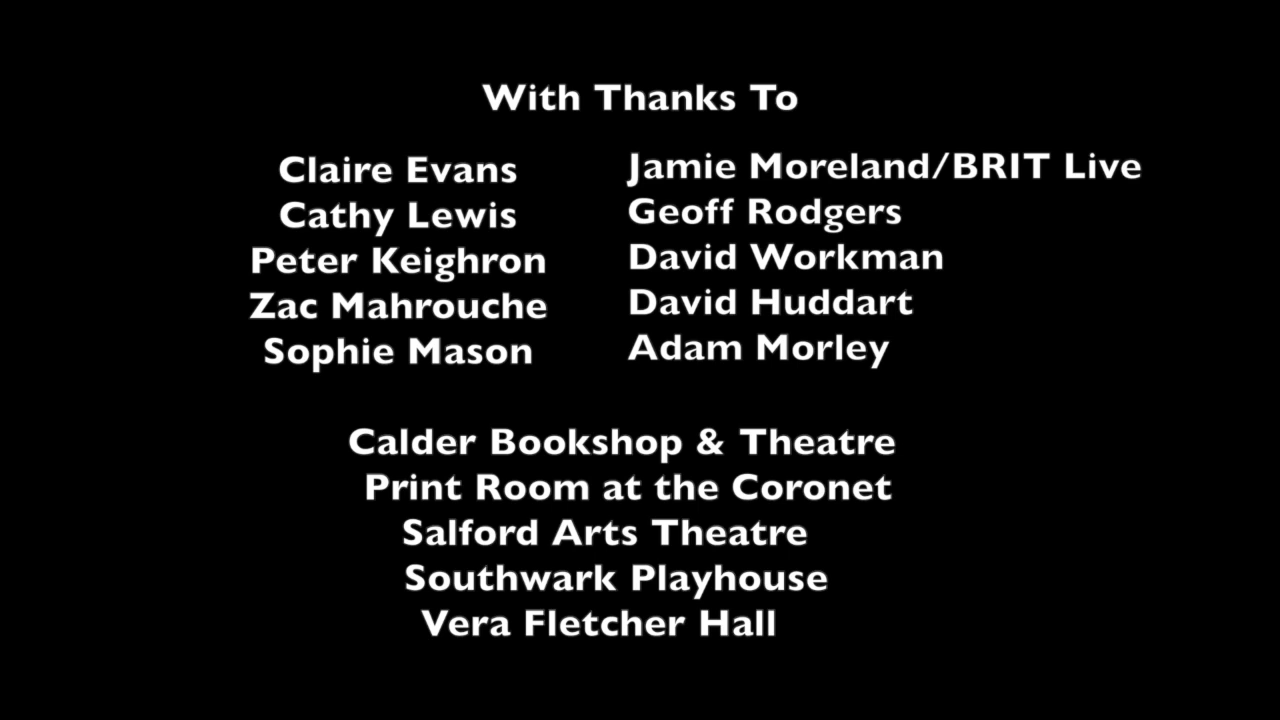 With Thanks To
Claire Evans
Cathy Lewis
Peter Keighron
Zac Mahrouche
Sophie Mason
Jamie Moreland/BRIT Live
Geoff Rodgers
David Workman
David Huddart
Adam Morley
Calder Bookshop & Theatre
Print Room at the Coronet
Salford Arts Theatre
Southwark Playhouse
Vera Fletcher Hall